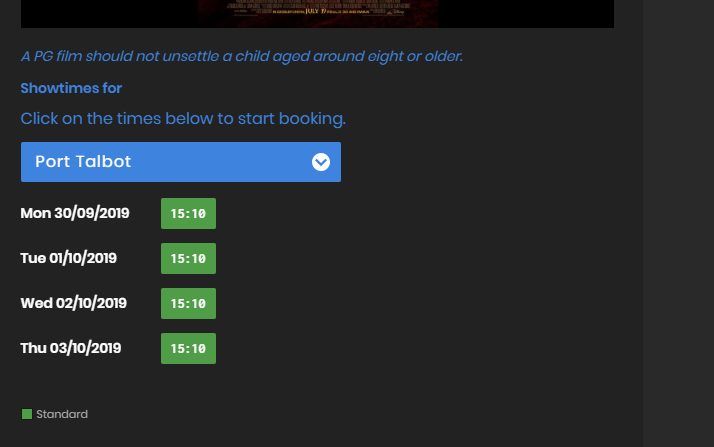 JULY 19
A PG film should not unsettle a child aged around eight or older.
Showtimes for
Click on the times below to start booking.
Port Talbot
Mon 30/09/2019 15:10
Tue 01/10/2019 15:10
Wed 02/10/2019 15:10
Thu 03/10/2019 15:10
Standard